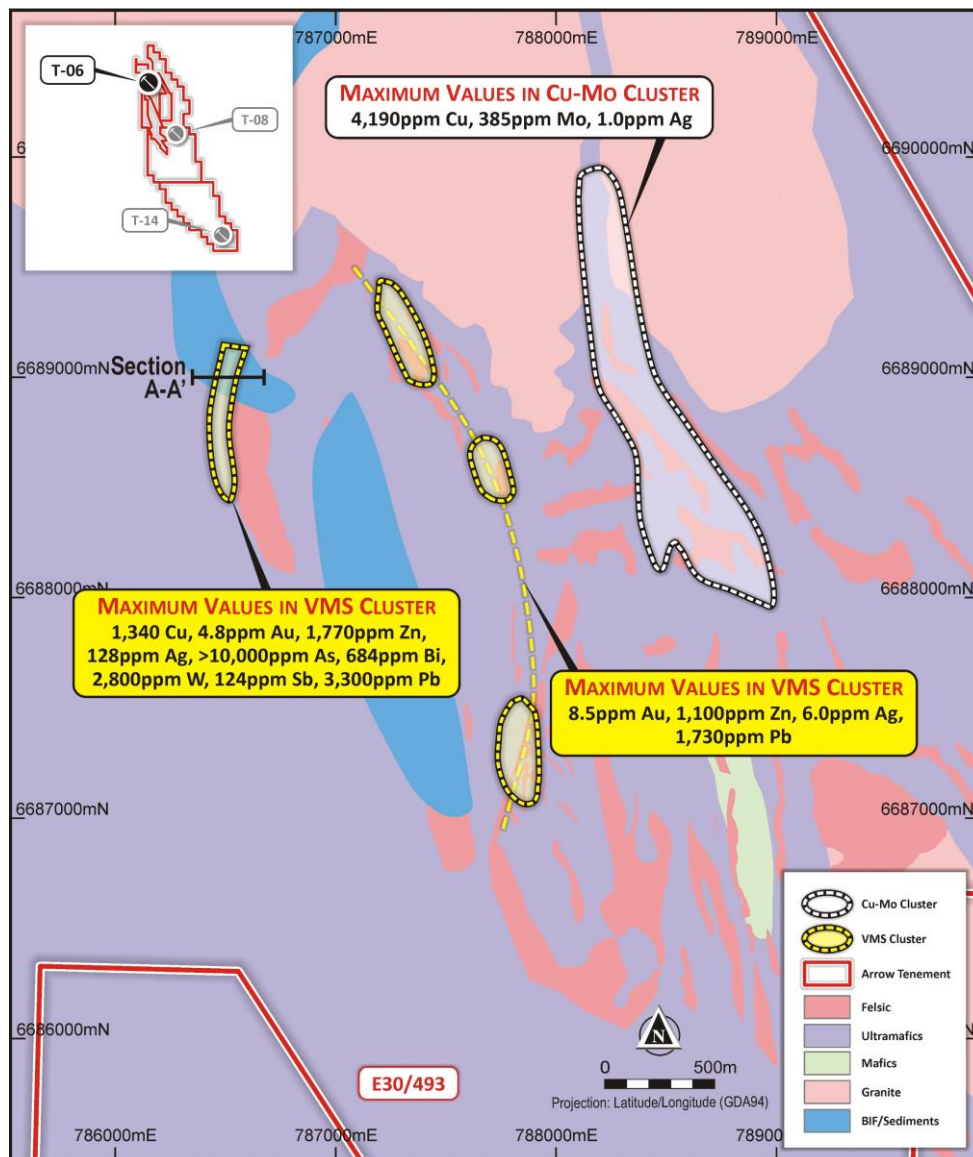 787000mE
788000mE
789000mE
T-06
T-08
T-14
MAXIMUM VALUES IN CU-MO CLUSTER
4,190ppm Cu, 385ppm Mo, 1.0ppm Ag
6690000mN
6689000mN
Section
A-A'
6689000mN
6688000mN
6688000mN
MAXIMUM VALUES IN VMS CLUSTER
1,340 Cu, 4.8ppm Au, 1,770ppm Zn,
128ppm Ag, >10,000ppm As, 684ppm Bi,
2,800ppm W, 124ppm Sb, 3,300ppm Pb
MAXIMUM VALUES IN VMS CLUSTER
8.5ppm Au, 1,100ppm Zn, 6.0ppm Ag,
1,730ppm Pb
6687000mN
6687000mN
6686000mN
E30/493
N
0 500m
Projection: Latitude/Longitude (GDA94)
Cu-Mo Cluster
VMS Cluster
Arrow Tenement
Felsic
Ultramafics
Mafics
Granite
BIF/Sediments
786000mE
787000mE
788000mE